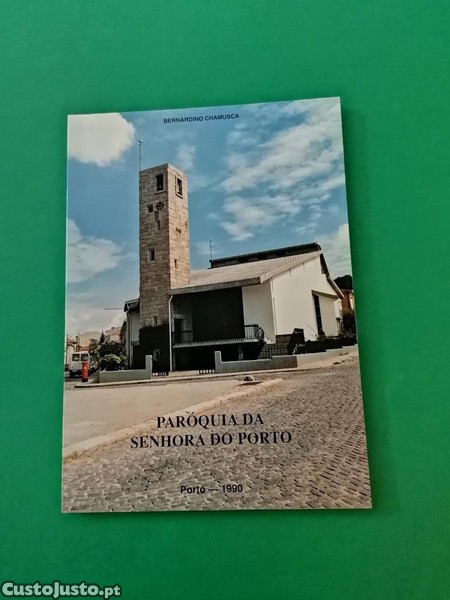 BERNARDINO CHAMUSCA
PARÓQUIA DA
SENHORA DO PORTO
Porto — 1990
CustoJusto.pt